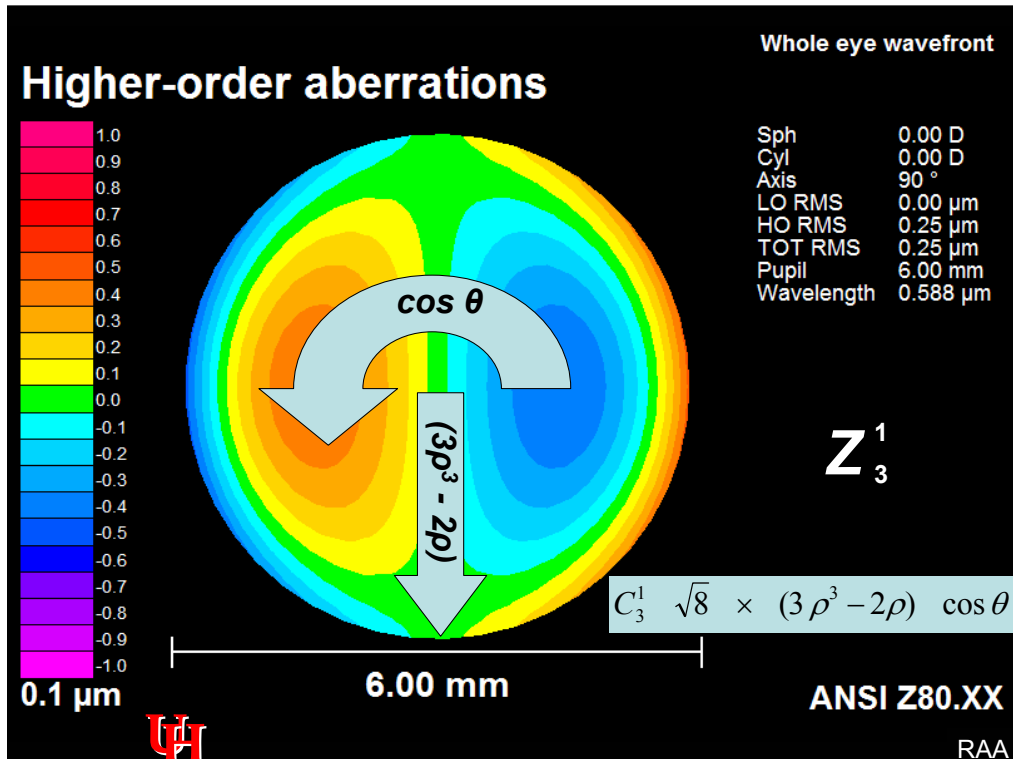 Whole eye wavefront
Higher-order aberrations
Sph 0.00 D
Cyl 0.00 D
Axis 90 °
LO RMS 0.00 µm
HO RMS 0.25 µm
TOT RMS 0.25 µm
Pupil 6.00 mm
Wavelength 0.588 µm
1.0
0.9
0.8
0.7
0.6
0.5
0.4
0.3
0.2
0.1
0.0
-0.1
-0.2
-0.3
-0.4
-0.5
-0.6
-0.7
-0.8
-0.9
-1.0
0.1 µm
cos θ
(3ρ³ - 2ρ)
Z₃¹
C₃¹ √8 × (3ρ³ − 2ρ) cos θ
6.00 mm
ANSI Z80.XX
UH
RAA